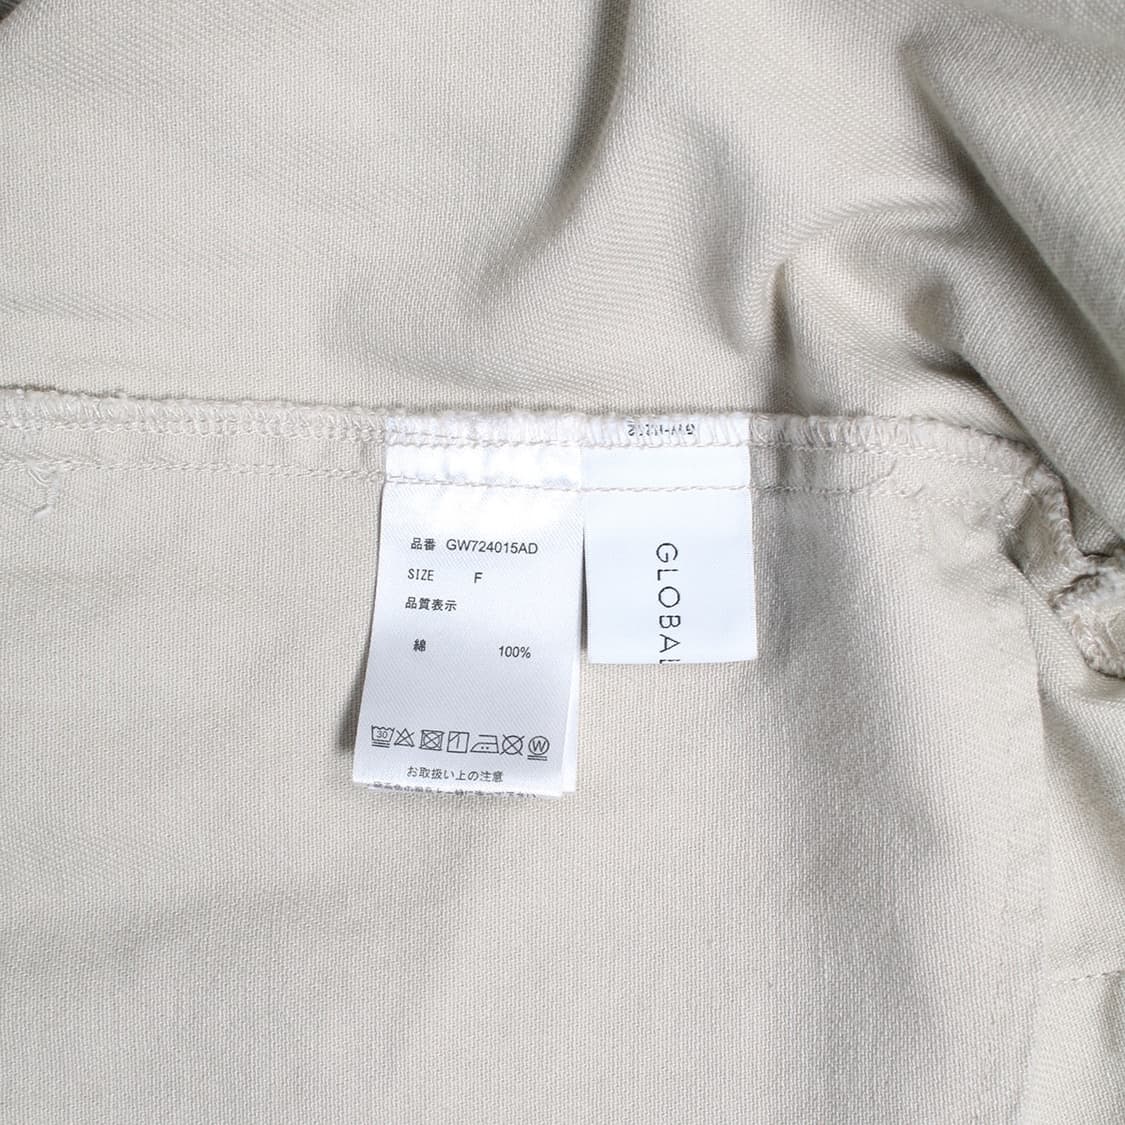 品番 GW724015AD
SIZE F
品質表示
綿 100%
30
W
お取扱い上の注意
GLOBAL